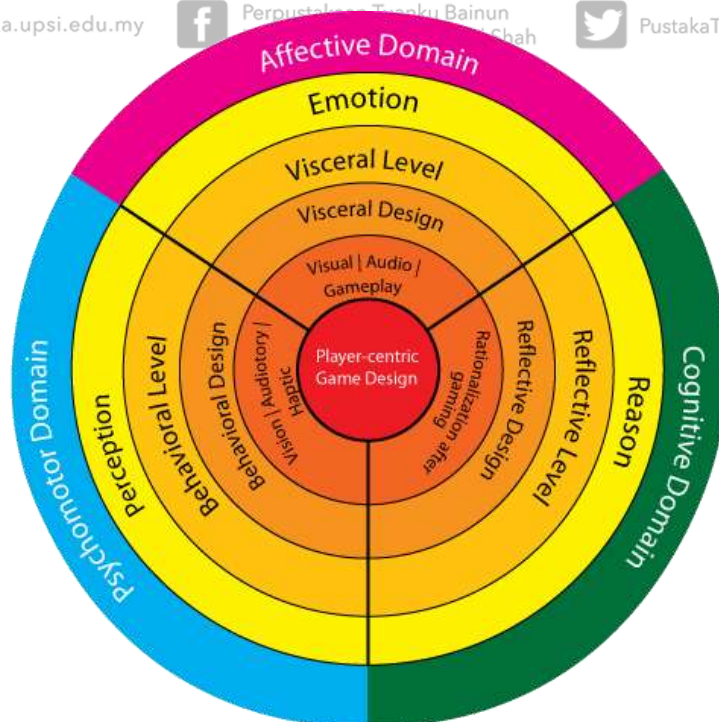 a.upsi.edu.my
Perpustakaan Tuanku Bainun
Shah
PustakaT
Affective Domain
Emotion
Visceral Level
Visceral Design
Visual | Audio |
Gameplay
Player-centric
Game Design
Psychomotor Domain
Perception
Behavioral Level
Behavioral Design
Vision | Audiotory |
Haptic
Cognitive Domain
Reason
Reflective Level
Reflective Design
Rationalization after
gaming